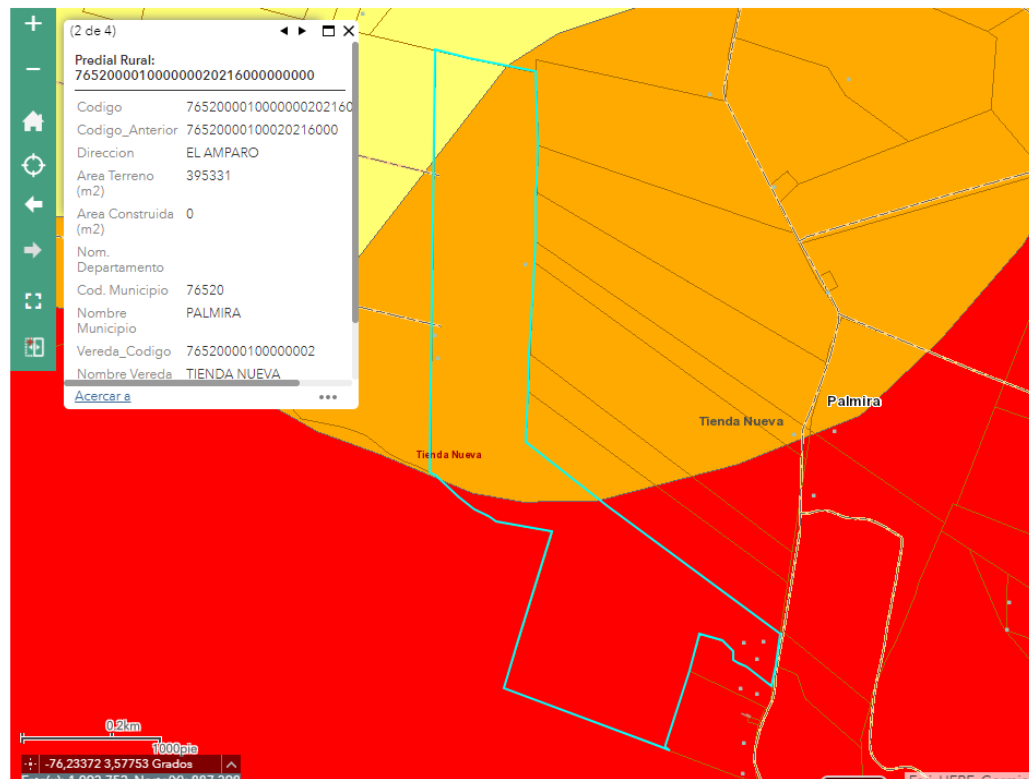 (2 de 4)
Predial Rural:
765200001000000020216000000000
Codigo 7652000010000000202160
Codigo_Anterior 76520000100020216000
Direccion EL AMPARO
Area Terreno 395331
(m2)
Area Construida 0
(m2)
Nom.
Departamento
Cod. Municipio 76520
Nombre PALMIRA
Municipio
Vereda_Codigo 76520000100000002
Nombre Vereda TIENDA NUEVA
Acercar a
Palmira
Tienda Nueva
Tienda Nueva
0,2km
1000pie
-76,23372 3,57753 Grados